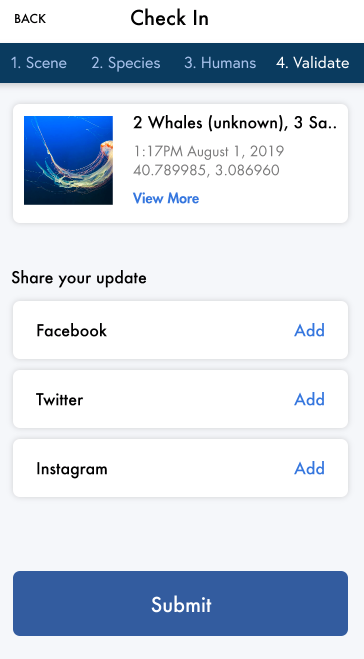 BACK
Check In
1. Scene 2. Species 3. Humans 4. Validate
2 Whales (unknown), 3 Sa..
1:17PM August 1, 2019
40.789985, 3.086960
View More
Share your update
Facebook Add
Twitter Add
Instagram Add
Submit